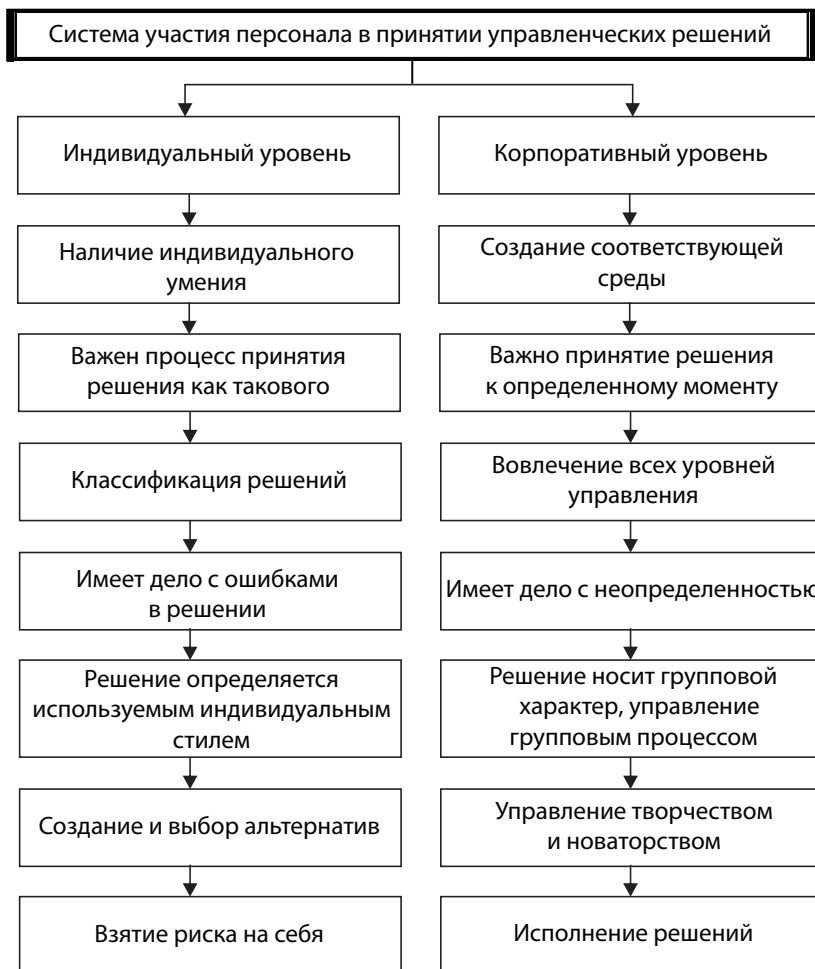 Система участия персонала в принятии управленческих решений
Индивидуальный уровень
Наличие индивидуального
умения
Важен процесс принятия
решения как такового
Классификация решений
Имеет дело с ошибками
в решении
Решение определяется
используемым индивидуальным
стилем
Создание и выбор альтернатив
Взятие риска на себя
Корпоративный уровень
Создание соответствующей
среды
Важно принятие решения
к определенному моменту
Вовлечение всех уровней
управления
Имеет дело с неопределенностью
Решение носит групповой
характер, управление
групповым процессом
Управление творчеством
и новаторством
Исполнение решений